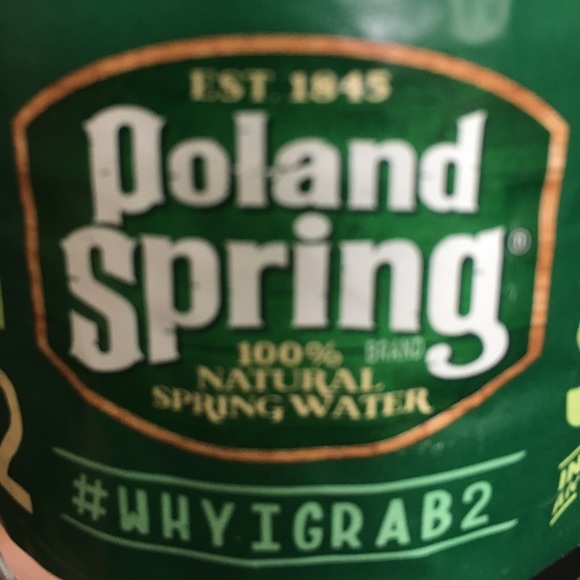 EST. 1845
Poland
Spring®
100% BRAND
NATURAL
SPRING WATER
#WHYIGRAB2